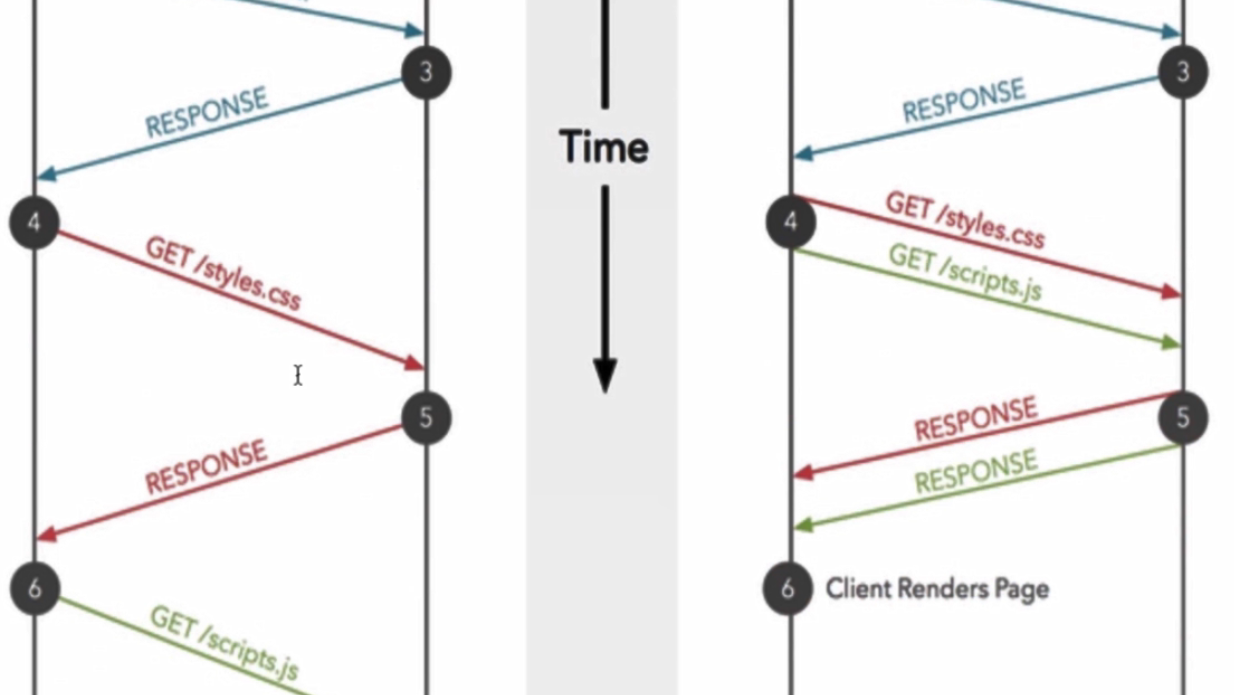 3
RESPONSE
4
GET /styles.css
5
RESPONSE
6
GET /scripts.js
Time
3
RESPONSE
4
GET /styles.css
GET /scripts.js
5
RESPONSE
RESPONSE
6
Client Renders Page